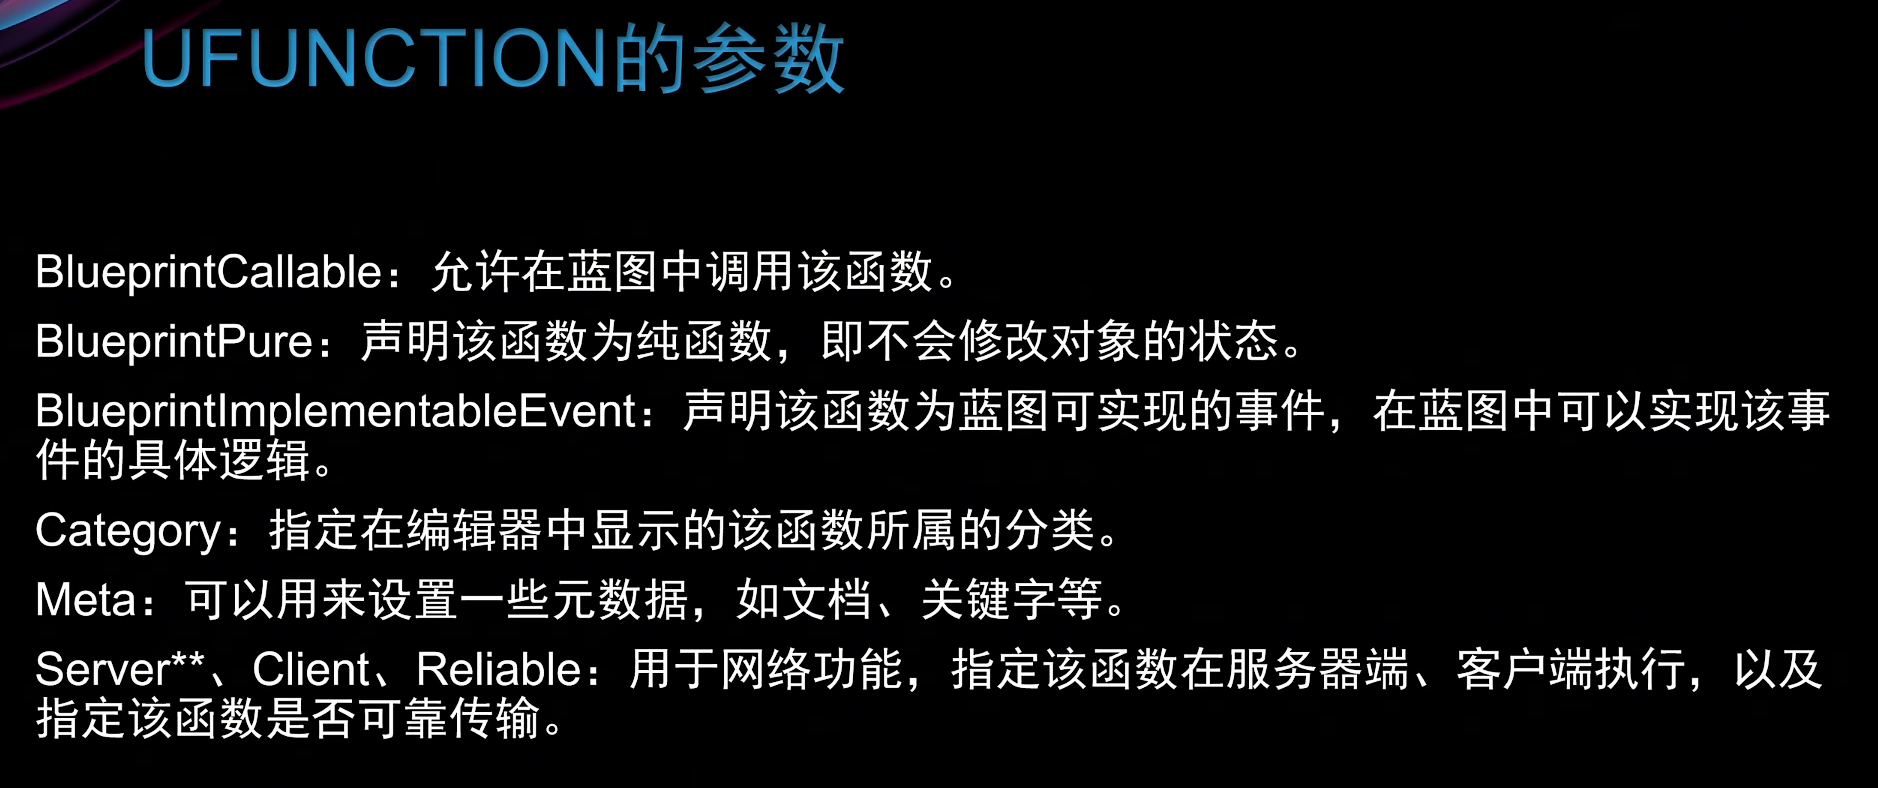 UFUNCTION的参数
BlueprintCallable：允许在蓝图中调用该函数。
BlueprintPure：声明该函数为纯函数，即不会修改对象的状态。
BlueprintImplementableEvent：声明该函数为蓝图可实现的事件，在蓝图中可以实现该事
件的具体逻辑。
Category：指定在编辑器中显示的该函数所属的分类。
Meta：可以用来设置一些元数据，如文档、关键字等。
Server**、Client、Reliable：用于网络功能，指定该函数在服务器端、客户端执行，以及
指定该函数是否可靠传输。